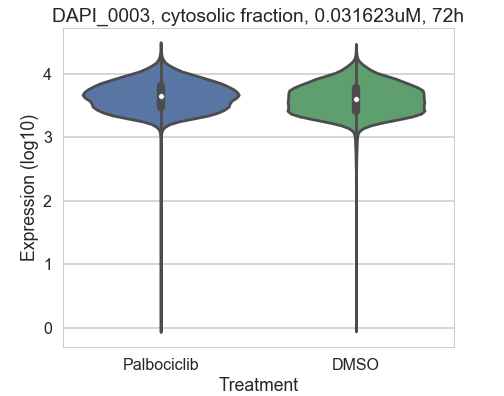 DAPI_0003, cytosolic fraction, 0.031623uM, 72h
Expression (log10)
4
3
2
1
0
Palbociclib DMSO
Treatment